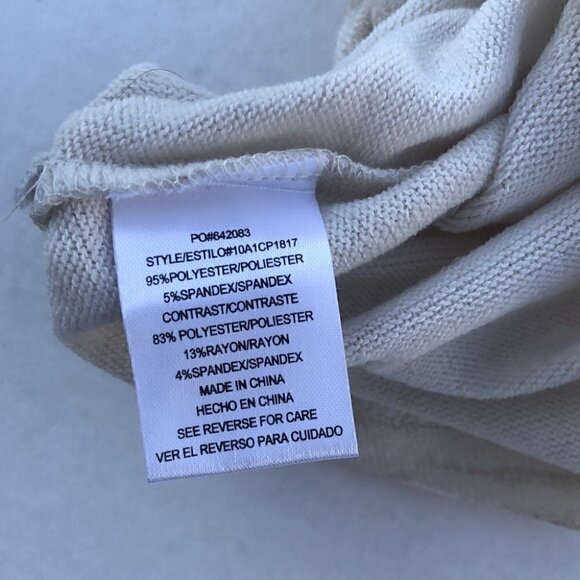 PO#642083
STYLE/ESTILO#10A1CP1817
95%POLYESTER/POLIESTER
5%SPANDEX/SPANDEX
CONTRAST/CONTRASTE
83% POLYESTER/POLIESTER
13%RAYON/RAYON
4%SPANDEX/SPANDEX
MADE IN CHINA
HECHO EN CHINA
SEE REVERSE FOR CARE
VER EL REVERSO PARA CUIDADO